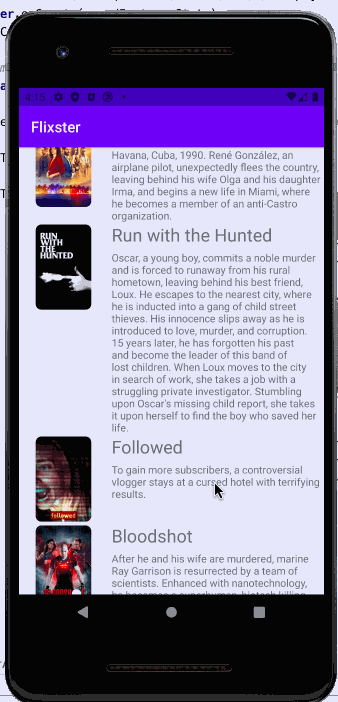 4:15
Flixster
Havana, Cuba, 1990. René González, an
airplane pilot, unexpectedly flees the country,
leaving behind his wife Olga and his daughter
Irma, and begins a new life in Miami, where
he becomes a member of an anti-Castro
organization.
RUN
WITH
THE
HUNTED
Run with the Hunted
Oscar, a young boy, commits a noble murder
and is forced to runaway from his rural
hometown, leaving behind his best friend,
Loux. He escapes to the nearest city, where
he is inducted into a gang of child street
thieves. His innocence slips away as he is
introduced to love, murder, and corruption.
15 years later, he has forgotten his past
and become the leader of this band of
lost children. When Loux moves to the city
in search of work, she takes a job with a
struggling private investigator. Stumbling
upon Oscar's missing child report, she takes
it upon herself to find the boy who saved her
life.
followed
Followed
To gain more subscribers, a controversial
vlogger stays at a cursed hotel with terrifying
results.
Bloodshot
After he and his wife are murdered, marine
Ray Garrison is resurrected by a team of
scientists. Enhanced with nanotechnology,